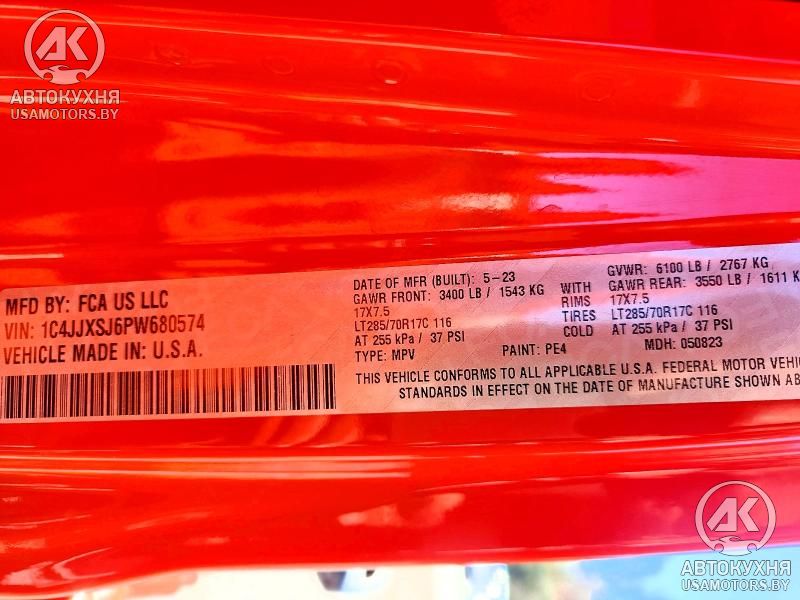 AK
АВТОКУХНЯ
USAMOTORS.BY
MFD BY: FCA US LLC
VIN: 1C4JJXSJ6PW680574
VEHICLE MADE IN: U.S.A.
DATE OF MFR (BUILT): 5-23
GAWR FRONT: 3400 LB / 1543 KG
17X7.5
LT285/70R17C 116
AT 255 kPa / 37 PSI
TYPE: MPV
PAINT: PE4
WITH
RIMS
TIRES
COLD
GVWR: 6100 LB / 2767 KG
GAWR REAR: 3550 LB / 1611 KG
17X7.5
LT285/70R17C 116
AT 255 kPa / 37 PSI
MDH: 050823
THIS VEHICLE CONFORMS TO ALL APPLICABLE U.S.A. FEDERAL MOTOR VEHIC
STANDARDS IN EFFECT ON THE DATE OF MANUFACTURE SHOWN AB
AK
АВТОКУХНЯ
USAMOTORS.BY